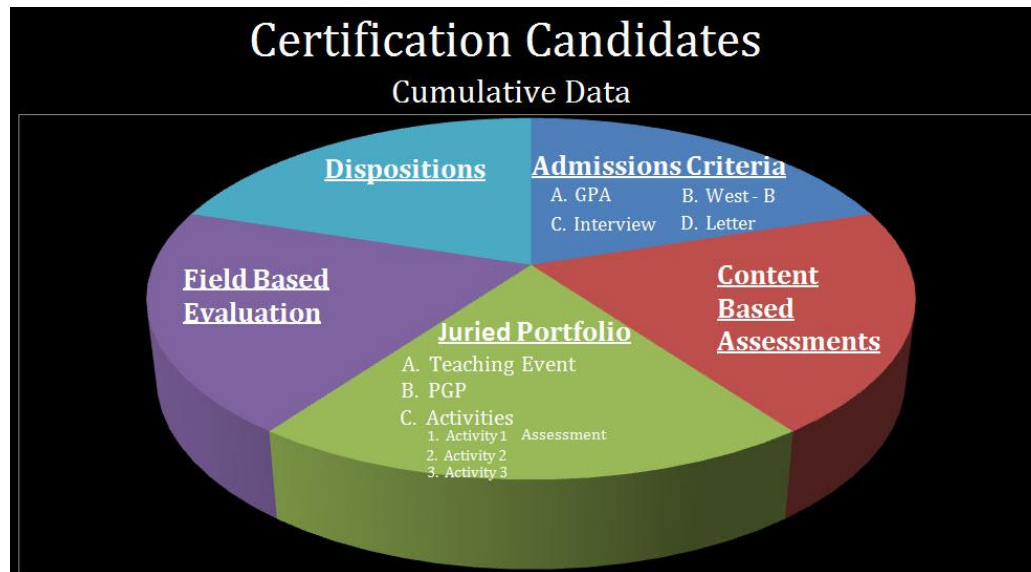 Certification Candidates
Cumulative Data
Dispositions
Admissions Criteria
A. GPA
B. West - B
C. Interview
D. Letter
Field Based
Evaluation
Content
Based
Assessments
Juried Portfolio
A. Teaching Event
B. PGP
C. Activities
1. Activity 1 Assessment
2. Activity 2
3. Activity 3